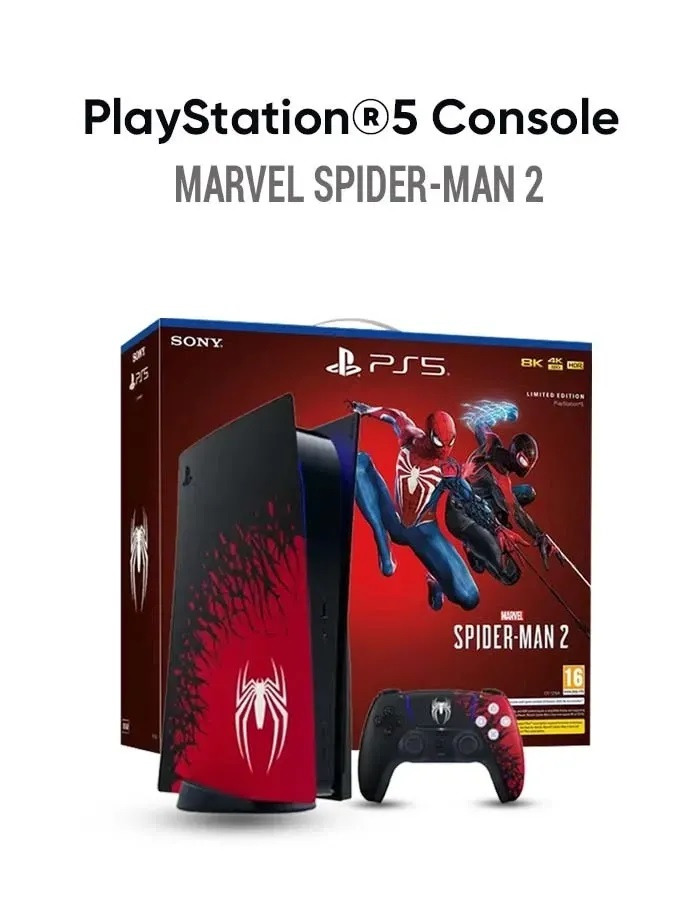 PlayStation®5 Console
MARVEL SPIDER-MAN 2
SONY
PS5
SONY
PS5
8K 4K HDR
LIMITED EDITION
PlayStation5
MARVEL
SPIDER-MAN 2
16